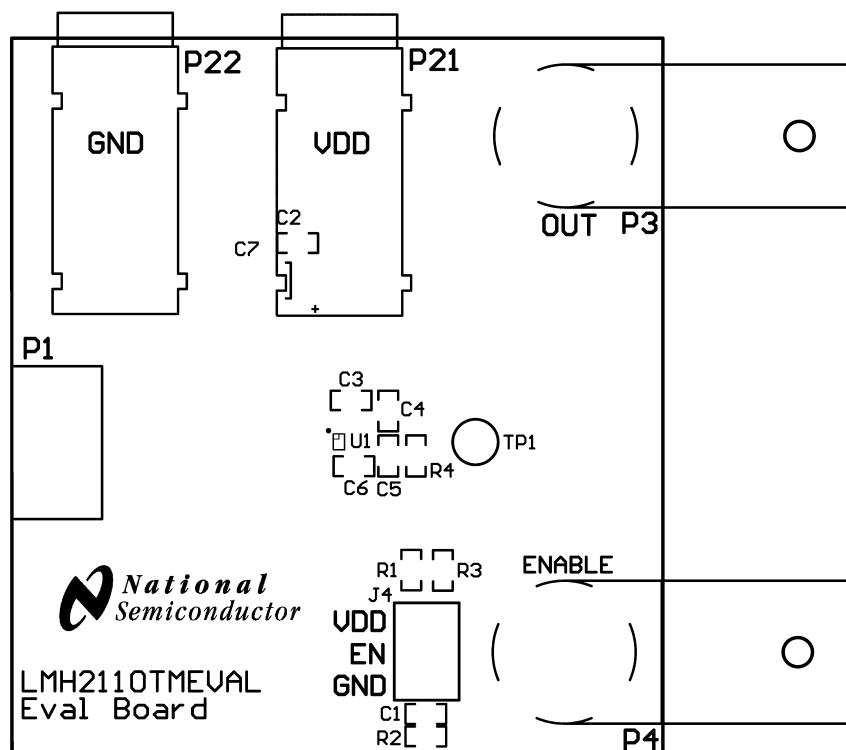 P22
P21
GND
VDD
C2
OUT P3
C7
+
P1
C3
C4
U1
TP1
R4
C6 C5
ENABLE
R1
R3
National
Semiconductor
J4
VDD
EN
GND
LMH2110TMEVAL
Eval Board
C1
R2
P4